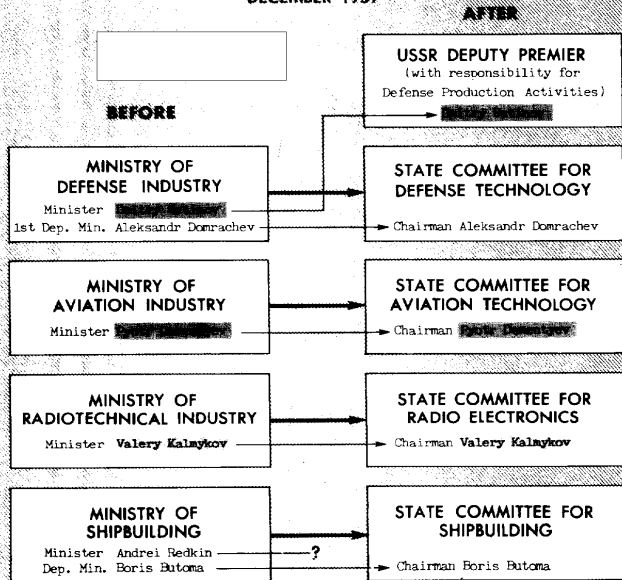 DECEMBER 1957
AFTER
BEFORE
USSR DEPUTY PREMIER
(with responsibility for
Defense Production Activities)
MINISTRY OF
DEFENSE INDUSTRY
Minister
1st Dep. Min. Aleksandr Domrachev
STATE COMMITTEE FOR
DEFENSE TECHNOLOGY
Chairman Aleksandr Domrachev
MINISTRY OF
AVIATION INDUSTRY
Minister
STATE COMMITTEE FOR
AVIATION TECHNOLOGY
Chairman Pyotr Dementyev
MINISTRY OF
RADIOTECHNICAL INDUSTRY
Minister Valery Kalmykov
STATE COMMITTEE FOR
RADIO ELECTRONICS
Chairman Valery Kalmykov
MINISTRY OF
SHIPBUILDING
Minister Andrei Redkin ?
Dep. Min. Boris Butoma
STATE COMMITTEE FOR
SHIPBUILDING
Chairman Boris Butoma